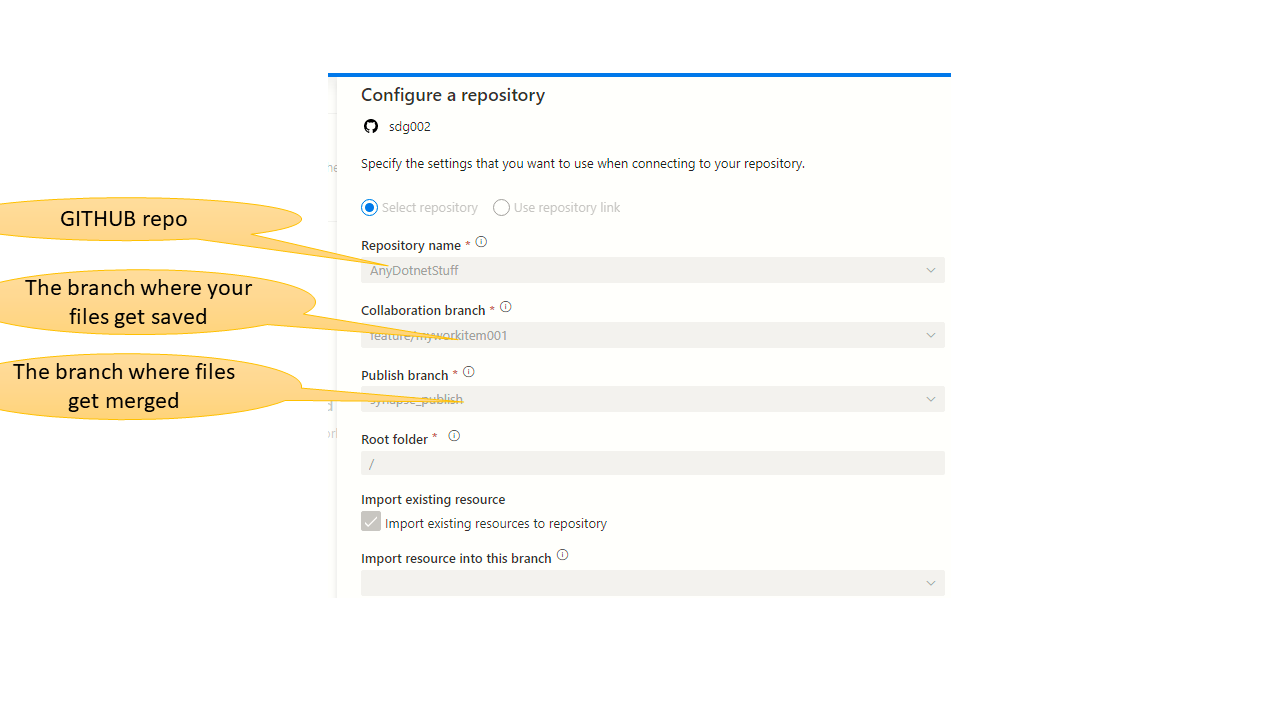 Configure a repository
sdg002
Specify the settings that you want to use when connecting to your repository.
Select repository Use repository link
GITHUB repo
Repository name *
AnyDotnetStuff
The branch where your
files get saved
Collaboration branch *
feature/myworkitem001
The branch where files
get merged
Publish branch *
synapse_publish
Root folder *
/
Import existing resource
Import existing resources to repository
Import resource into this branch